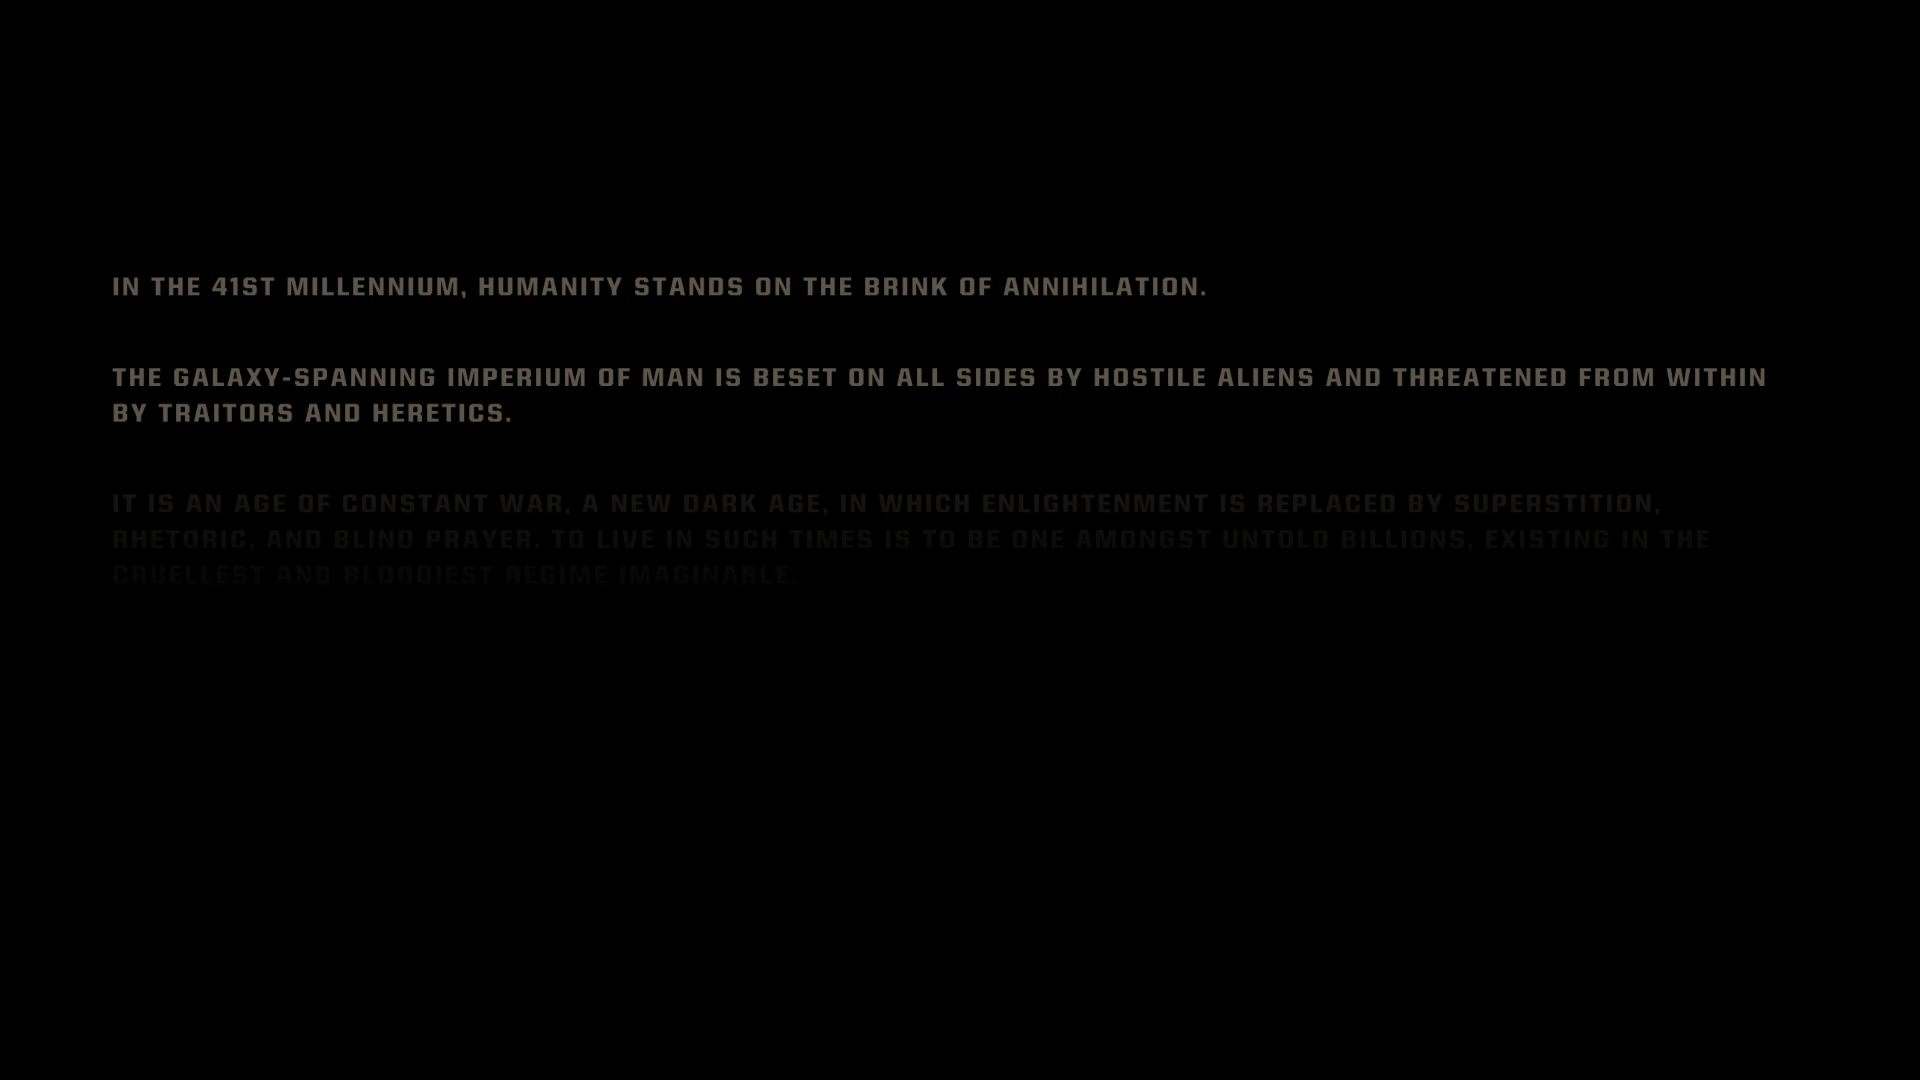 IN THE 41ST MILLENNIUM, HUMANITY STANDS ON THE BRINK OF ANNIHILATION.
THE GALAXY-SPANNING IMPERIUM OF MAN IS BESET ON ALL SIDES BY HOSTILE ALIENS AND THREATENED FROM WITHIN
BY TRAITORS AND HERETICS.
IT IS AN AGE OF CONSTANT WAR, A NEW DARK AGE, IN WHICH ENLIGHTENMENT IS REPLACED BY SUPERSTITION,
RHETORIC, AND BLIND PRAYER. TO LIVE IN SUCH TIMES IS TO BE ONE AMONGST UNTOLD BILLIONS, EXISTING IN THE
CRUELLEST AND BLOODIEST REGIME IMAGINABLE.